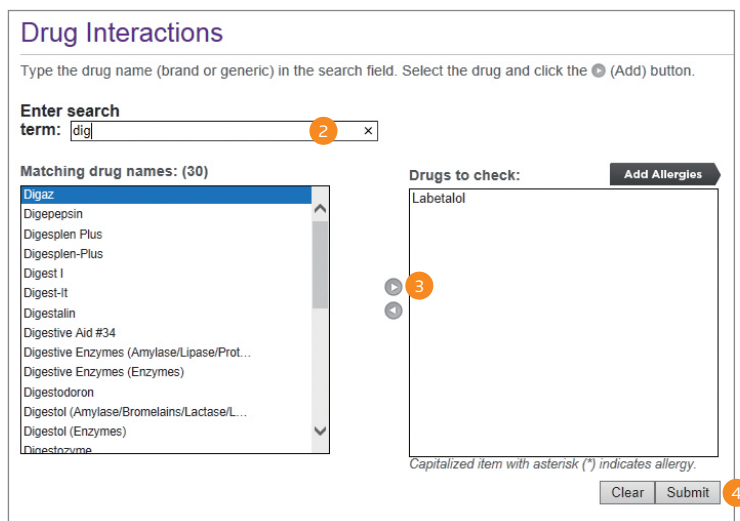 Drug Interactions
Type the drug name (brand or generic) in the search field. Select the drug and click the (Add) button.
Enter search
term: dig 2 ×
Matching drug names: (30)
Digaz
Digepepsin
Digesplen Plus
Digesplen-Plus
Digest I
Digest-It
Digestalin
Digestive Aid #34
Digestive Enzymes (Amylase/Lipase/Prot...
Digestive Enzymes (Enzymes)
Digestodoron
Digestol (Amylase/Bromelains/Lactase/L...
Digestol (Enzymes)
Digestozyme
3
Drugs to check: Add Allergies
Labetalol
Capitalized item with asterisk (*) indicates allergy.
Clear Submit 4